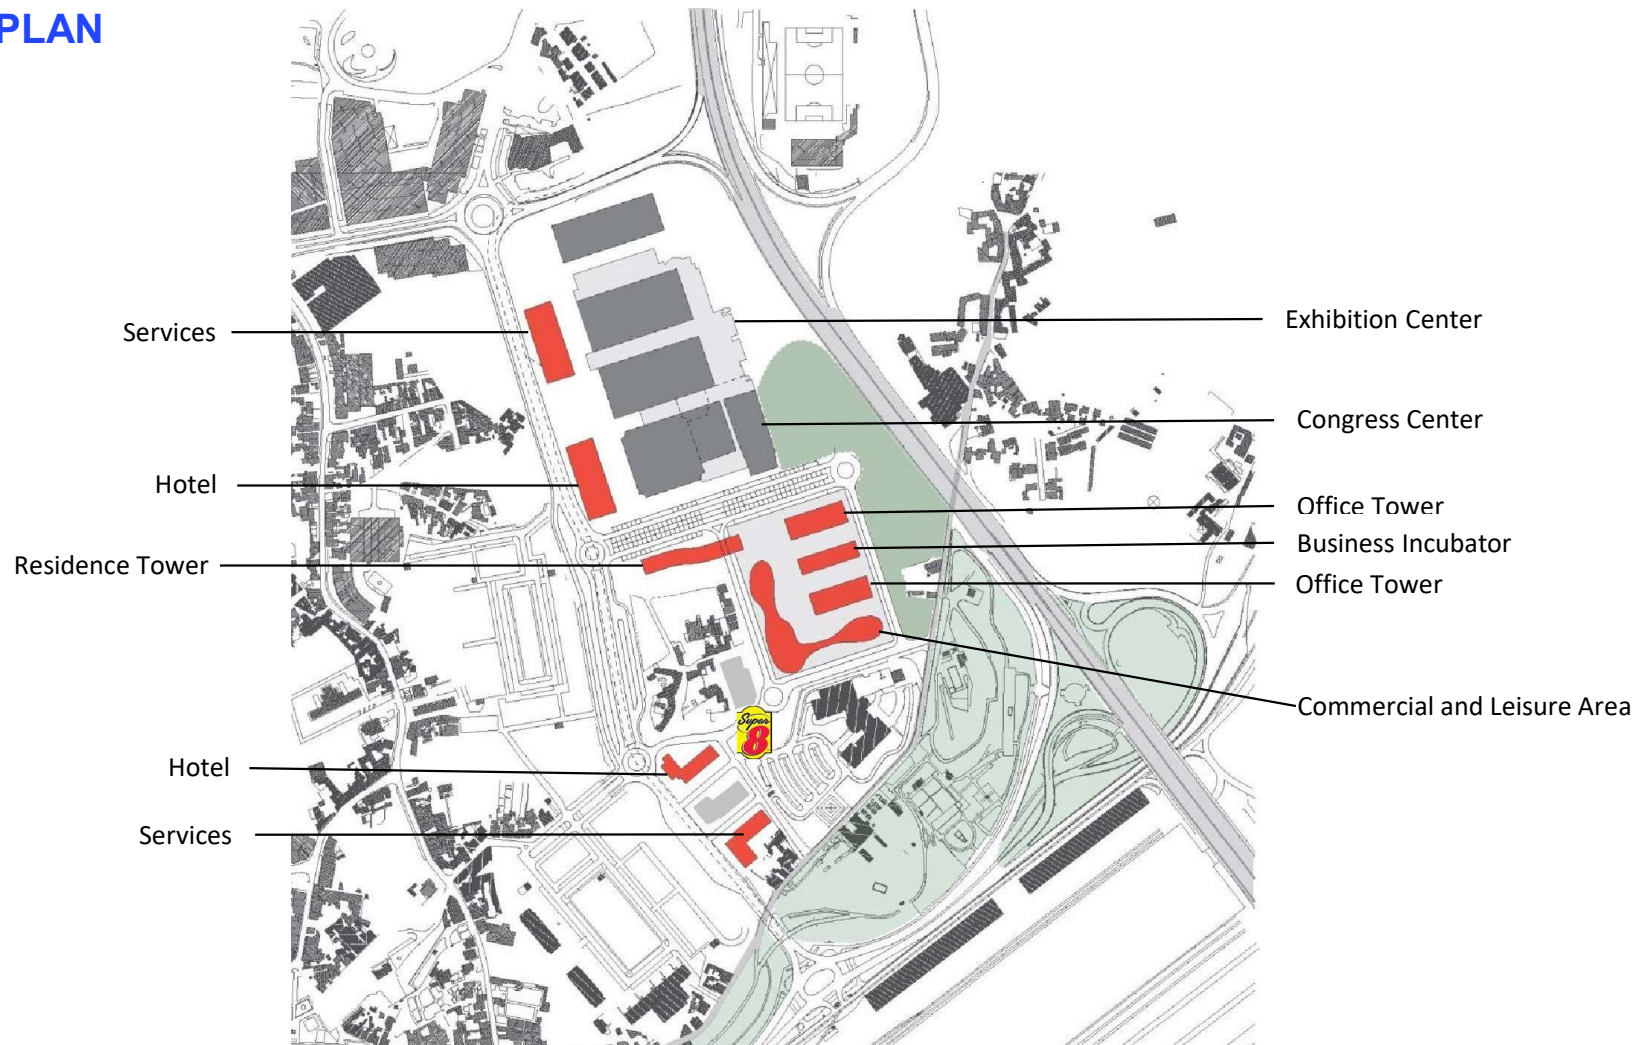 PLAN
Services
Hotel
Residence Tower
Hotel
Services
Exhibition Center
Congress Center
Office Tower
Business Incubator
Office Tower
Commercial and Leisure Area
Super
8